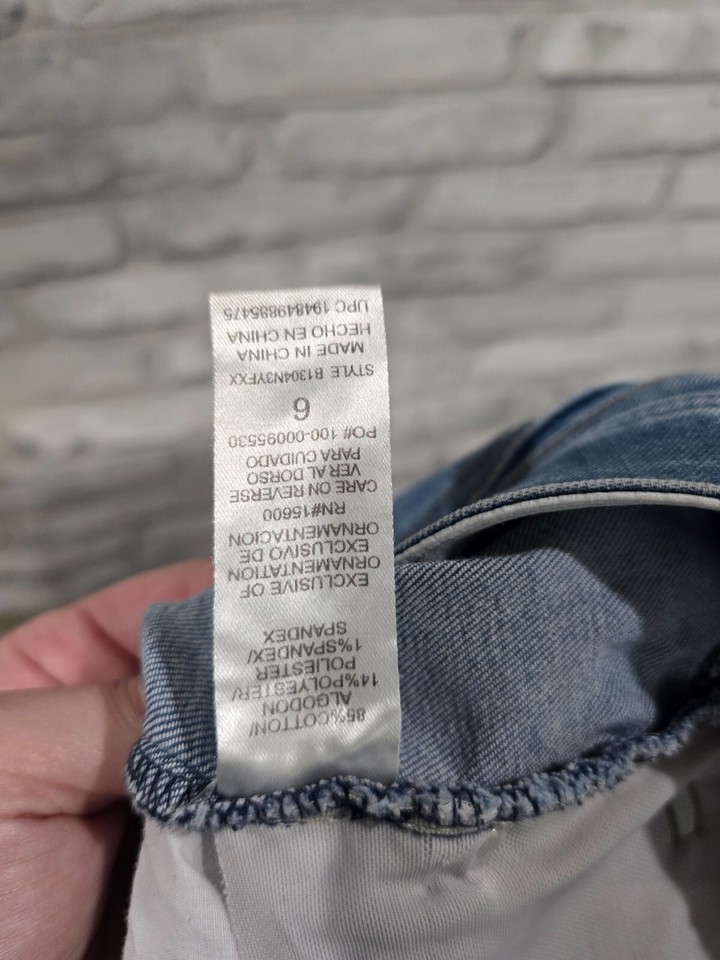 85%COTTON/
ALGODON
14%POLYESTER/
POLIESTER
1%SPANDEX/
SPANDEX
EXCLUSIVE OF
ORNAMENTATION
EXCLUSIVO DE
ORNAMENTACION
RN#15600
CARE ON REVERSE
VER AL DORSO
PARA CUIDADO
PO# 100-00095530
6
STYLE B1304N3YFXX
MADE IN CHINA
HECHO EN CHINA
UPC 194849885475